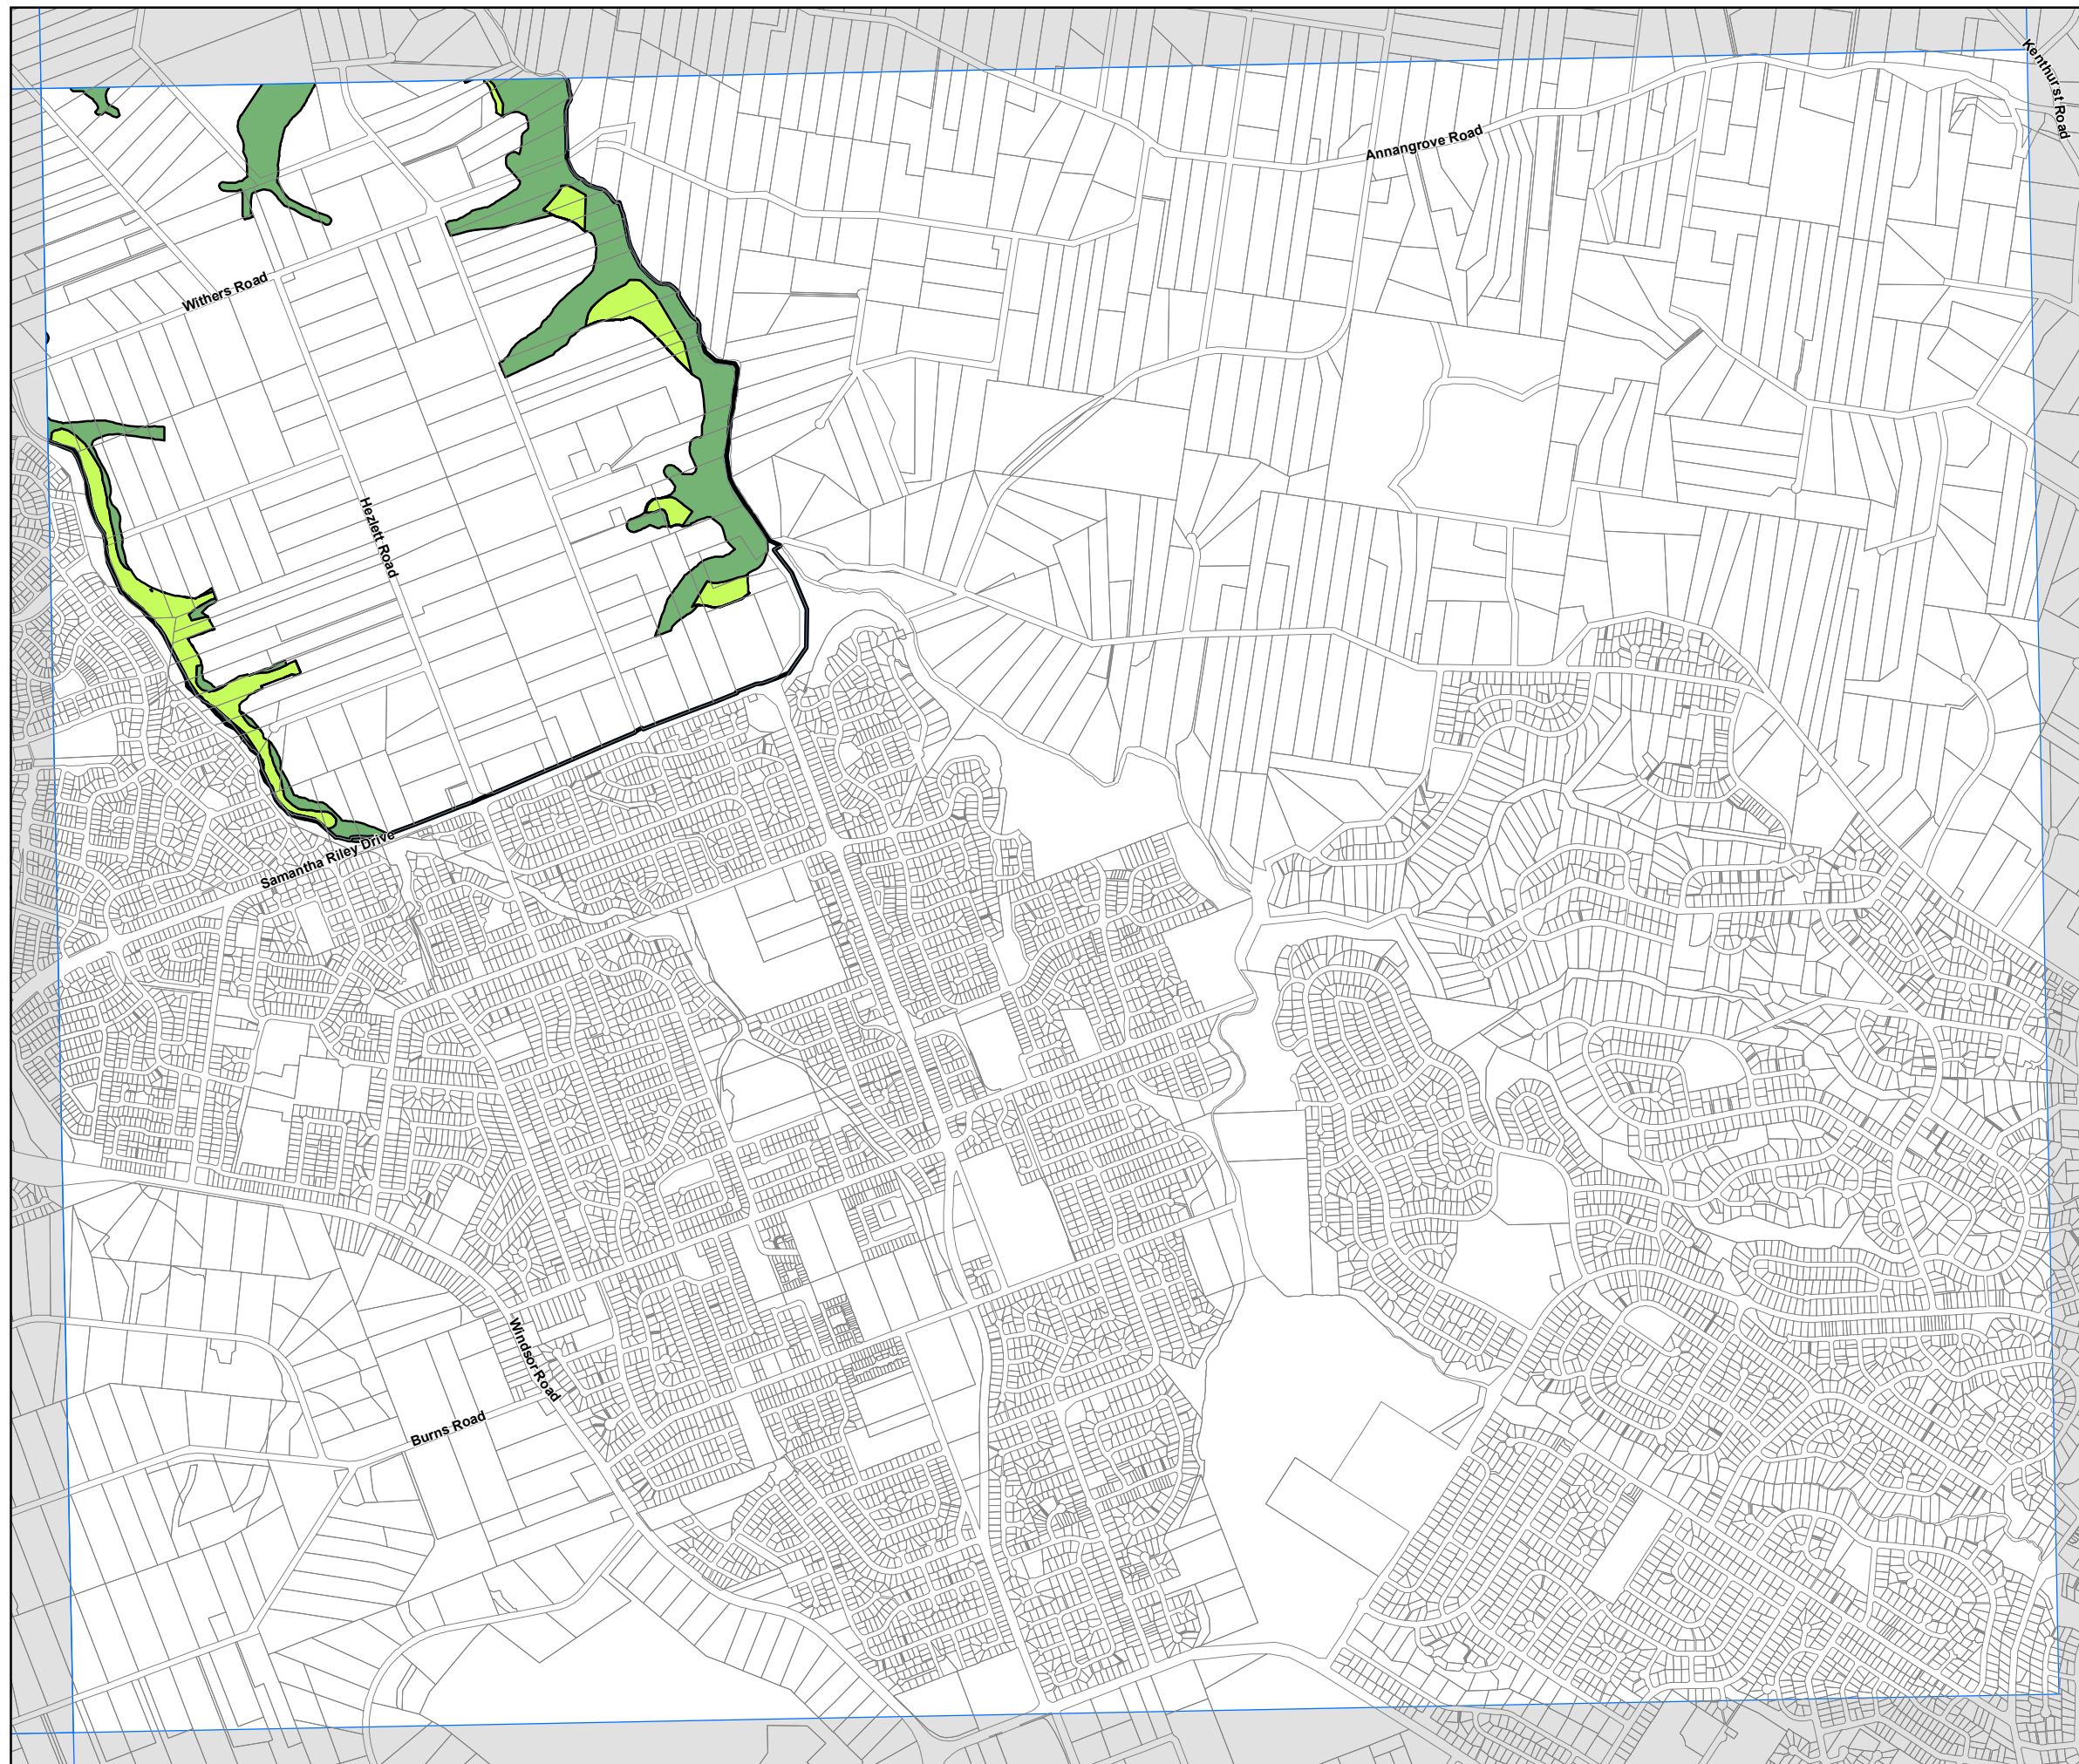 Kenthurst Road
Annangrove Road
Withers Road
Hezlett Road
Samantha Riley Drive
Windsor Road
Burns Road